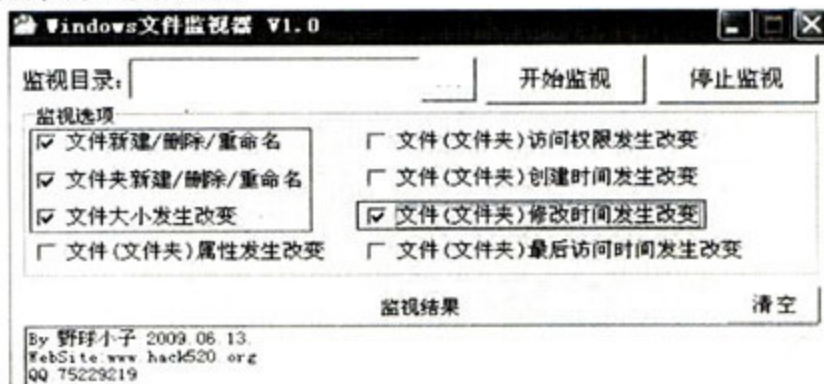 Windows文件监视器 V1.0
监视目录: ... 开始监视 停止监视
监视选项
文件新建/删除/重命名 文件(文件夹)访问权限发生改变
文件夹新建/删除/重命名 文件(文件夹)创建时间发生改变
文件大小发生改变 文件(文件夹)修改时间发生改变
文件(文件夹)属性发生改变 文件(文件夹)最后访问时间发生改变
监视结果 清空
By 野球小子 2009.06.13.
WebSite:www.hack520.org
QQ 75229219